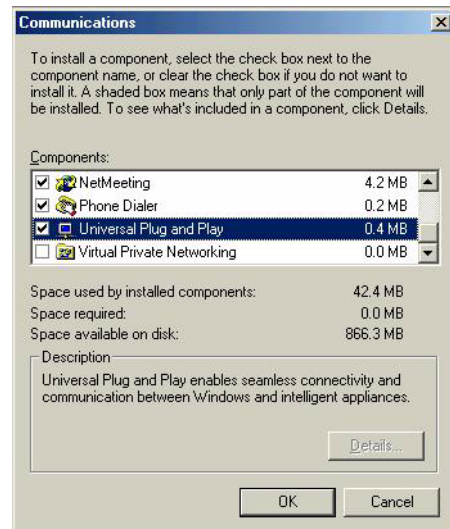 Communications
To install a component, select the check box next to the
component name, or clear the check box if you do not want to
install it. A shaded box means that only part of the component will
be installed. To see what's included in a component, click Details.
Components:
NetMeeting 4.2 MB
Phone Dialer 0.2 MB
Universal Plug and Play 0.4 MB
Virtual Private Networking 0.0 MB
Space used by installed components: 42.4 MB
Space required: 0.0 MB
Space available on disk: 866.3 MB
Description
Universal Plug and Play enables seamless connectivity and
communication between Windows and intelligent appliances.
Details...
OK Cancel